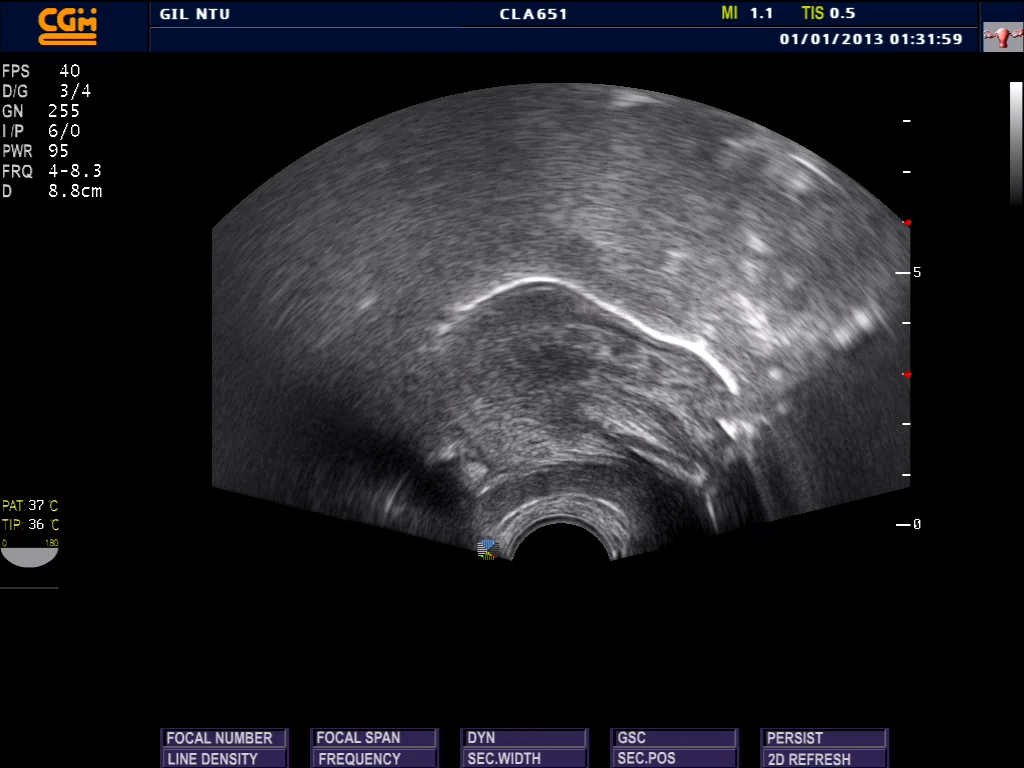 CGM
GIL NTU CLA651 MI 1.1 TIS 0.5
01/01/2013 01:31:59
FPS 40
D/G 3/4
GN 255
I/P 6/0
PWR 95
FRQ 4-8.3
D 8.8cm
5
PAT: 37 °C
TIP: 36 °C
0 180
0
FOCAL NUMBER FOCAL SPAN DYN GSC PERSIST
LINE DENSITY FREQUENCY SEC.WIDTH SEC.POS 2D REFRESH